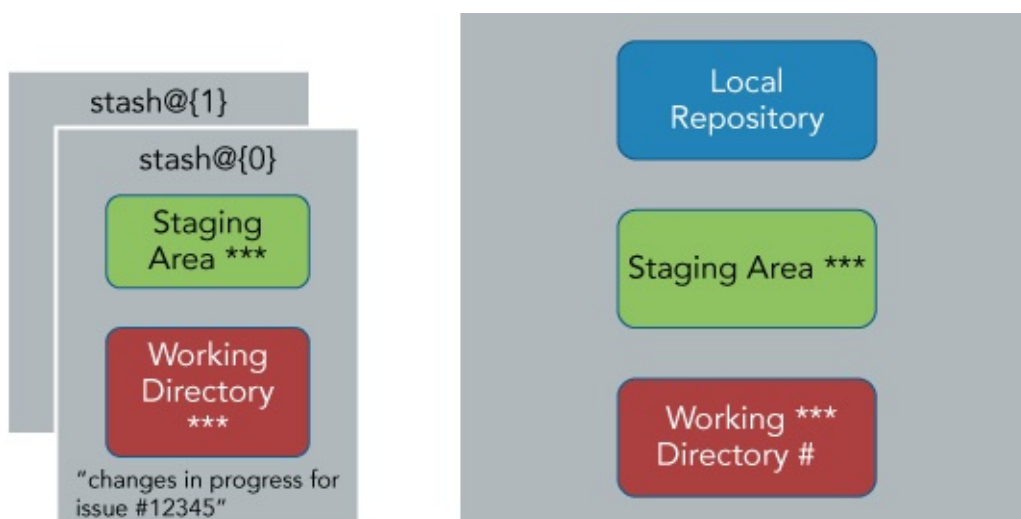 stash@{1}
stash@{0}
Staging
Area ***
Working
Directory
***
"changes in progress for
issue #12345"
Local
Repository
Staging Area ***
Working ***
Directory #